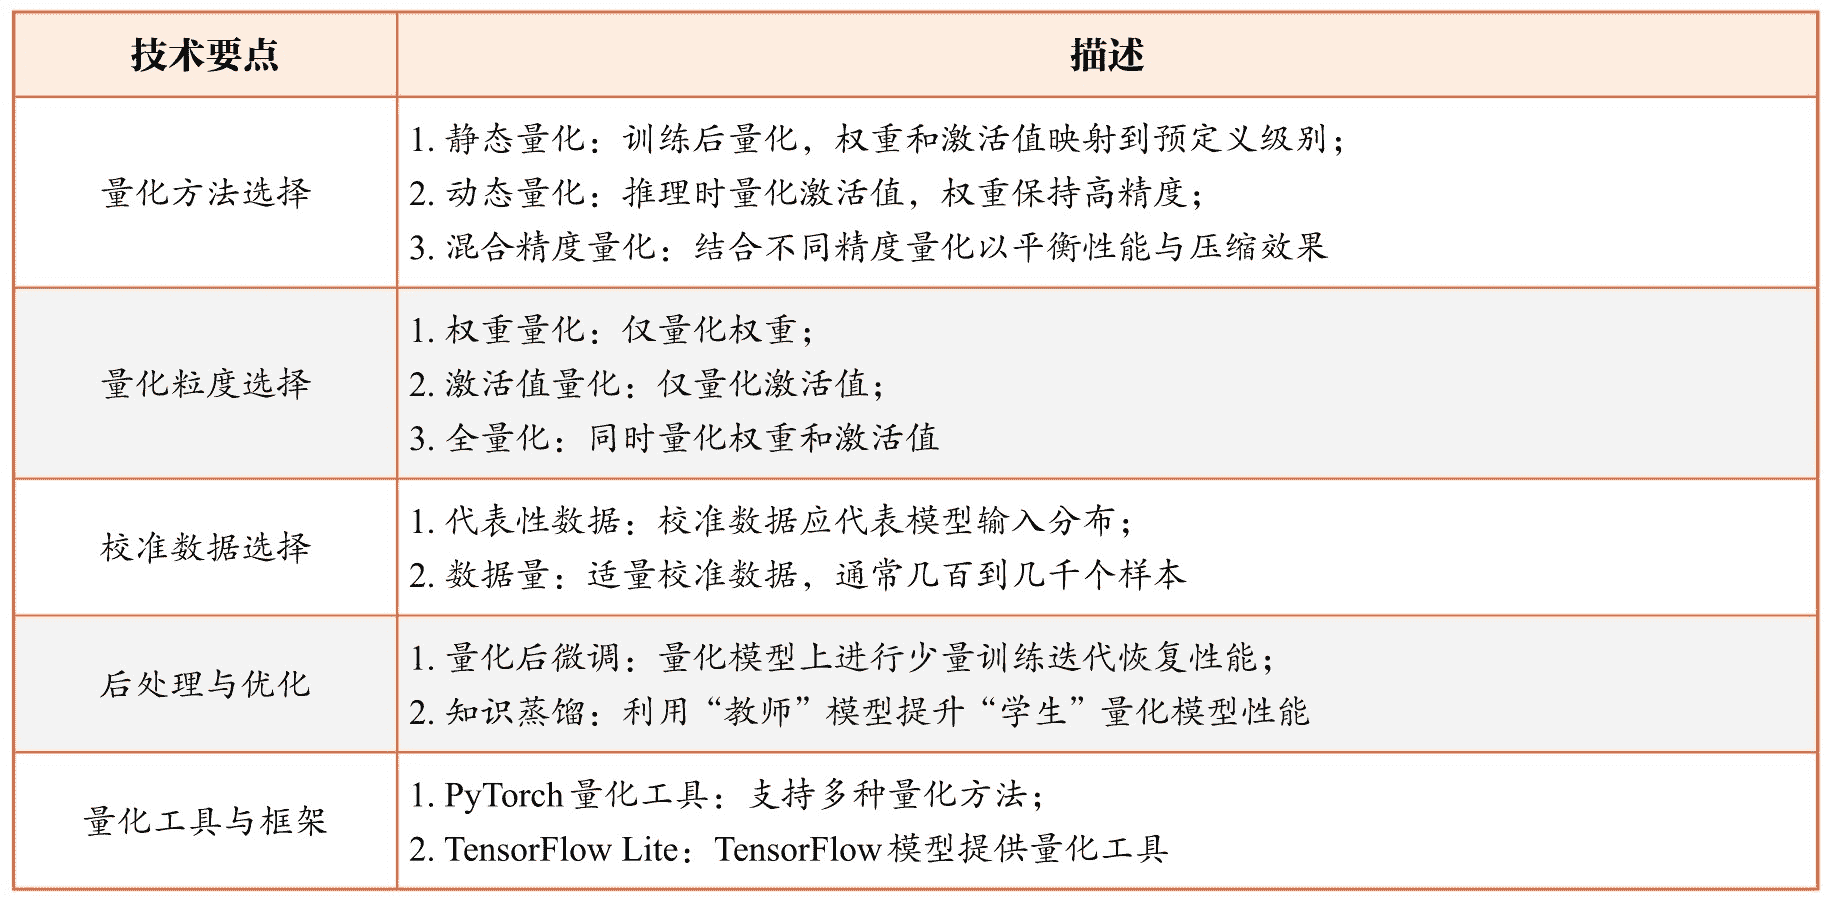 技术要点
描述
量化方法选择
1. 静态量化：训练后量化，权重和激活值映射到预定义级别；
2. 动态量化：推理时量化激活值，权重保持高精度；
3. 混合精度量化：结合不同精度量化以平衡性能与压缩效果
量化粒度选择
1. 权重量化：仅量化权重；
2. 激活值量化：仅量化激活值；
3. 全量化：同时量化权重和激活值
校准数据选择
1. 代表性数据：校准数据应代表模型输入分布；
2. 数据量：适量校准数据，通常几百到几千个样本
后处理与优化
1. 量化后微调：量化模型上进行少量训练迭代恢复性能；
2. 知识蒸馏：利用“教师”模型提升“学生”量化模型性能
量化工具与框架
1. PyTorch量化工具：支持多种量化方法；
2. TensorFlow Lite：TensorFlow模型提供量化工具